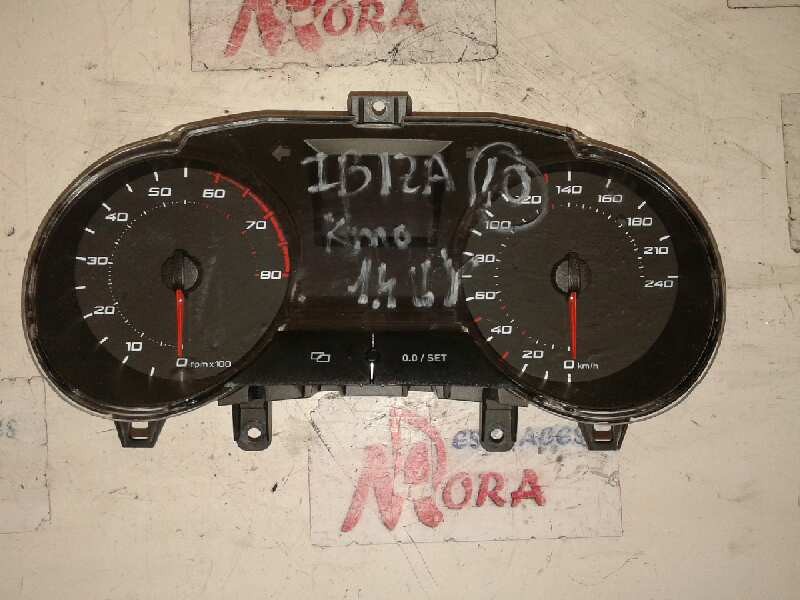 MORA
IBIZA 10
Kmo
1.4
50 60
40 70
30 80
20
10
0 rpm x 100
0.0 / SET
120 140 160
100 180
80 210
60 240
40
20
0 km/h
DESGUACES
MORA